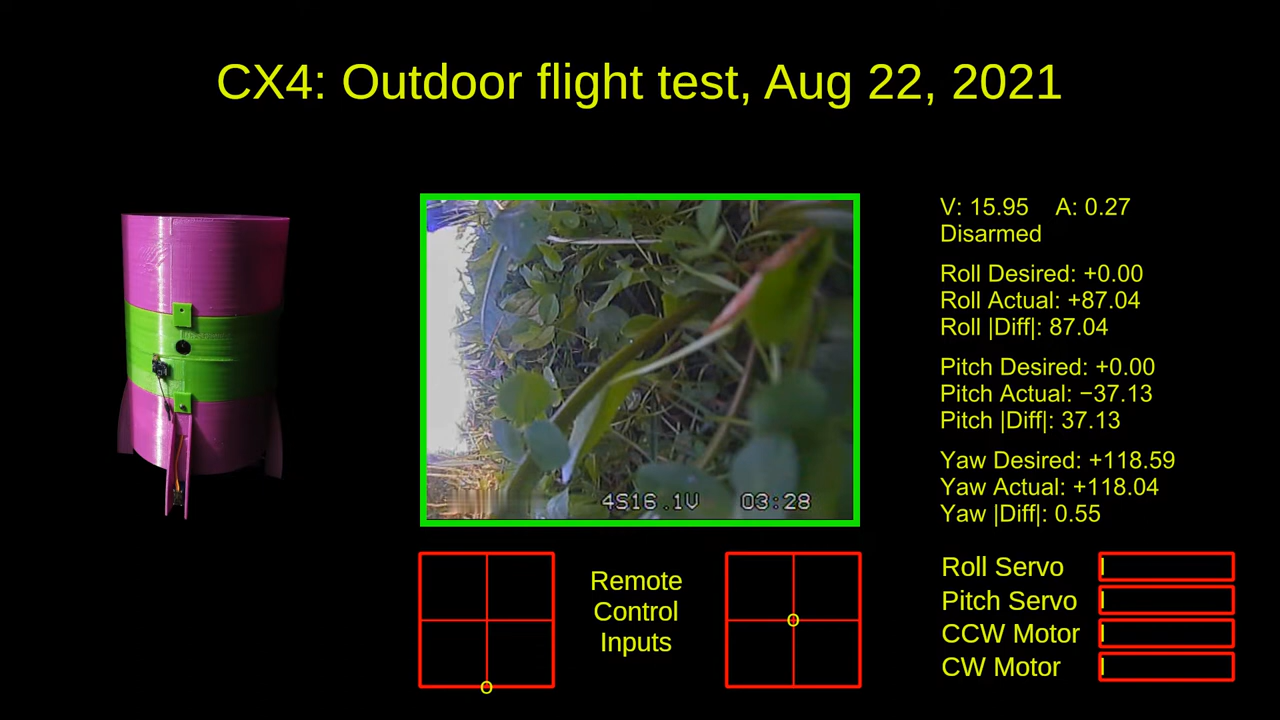 CX4: Outdoor flight test, Aug 22, 2021
V: 15.95 A: 0.27
Disarmed
Roll Desired: +0.00
Roll Actual: +87.04
Roll |Diff|: 87.04
Pitch Desired: +0.00
Pitch Actual: −37.13
Pitch |Diff|: 37.13
Yaw Desired: +118.59
Yaw Actual: +118.04
Yaw |Diff|: 0.55
4S16.1V 03:28
Remote
Control
Inputs
Roll Servo
Pitch Servo
CCW Motor
CW Motor